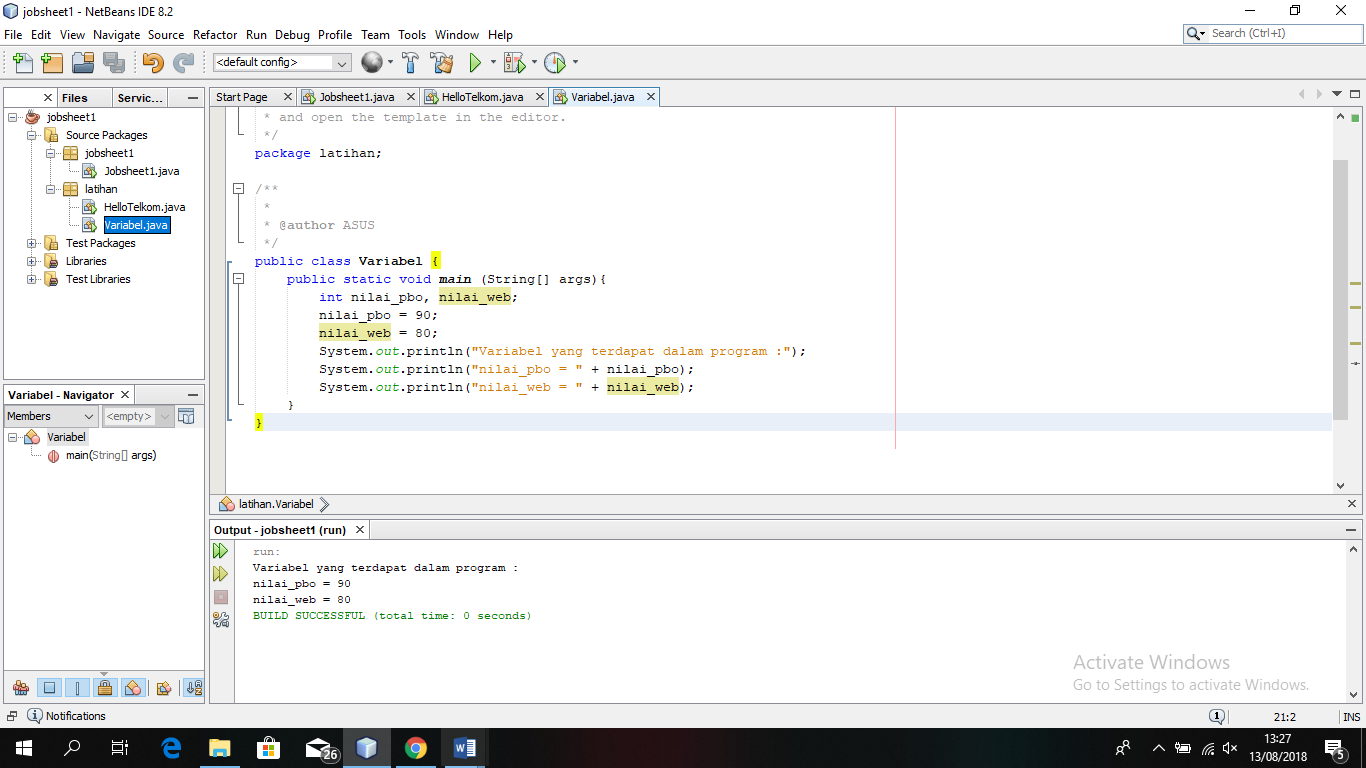 jobsheet1 - NetBeans IDE 8.2
File Edit View Navigate Source Refactor Run Debug Profile Team Tools Window Help
Search (Ctrl+I)
<default config>
Files Servic...
Start Page Jobsheet1.java HelloTelkom.java Variabel.java
jobsheet1
Source Packages
jobsheet1
Jobsheet1.java
latihan
HelloTelkom.java
Variabel.java
Test Packages
Libraries
Test Libraries
* and open the template in the editor.
*/
package latihan;
/**
*
* @author ASUS
*/
public class Variabel {
public static void main (String[] args){
int nilai_pbo, nilai_web;
nilai_pbo = 90;
nilai_web = 80;
System.out.println("Variabel yang terdapat dalam program :");
System.out.println("nilai_pbo = " + nilai_pbo);
System.out.println("nilai_web = " + nilai_web);
}
}
Variabel - Navigator
Members <empty>
Variabel
main(String[] args)
latihan.Variabel
Output - jobsheet1 (run)
run:
Variabel yang terdapat dalam program :
nilai_pbo = 90
nilai_web = 80
BUILD SUCCESSFUL (total time: 0 seconds)
Activate Windows
Go to Settings to activate Windows.
Notifications
1
21:2
INS
26
13:27
13/08/2018
5